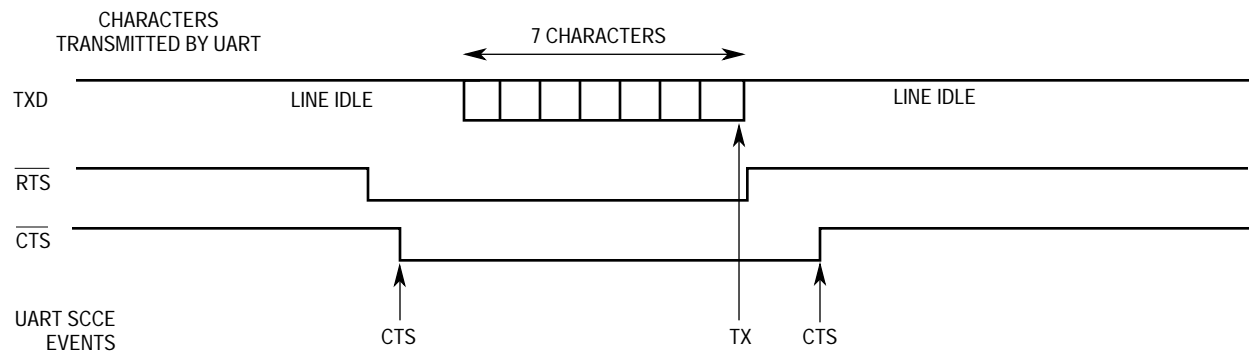 CHARACTERS
TRANSMITTED BY UART
7 CHARACTERS
TXD
LINE IDLE
LINE IDLE
RTS
CTS
UART SCCE
EVENTS
CTS
TX
CTS